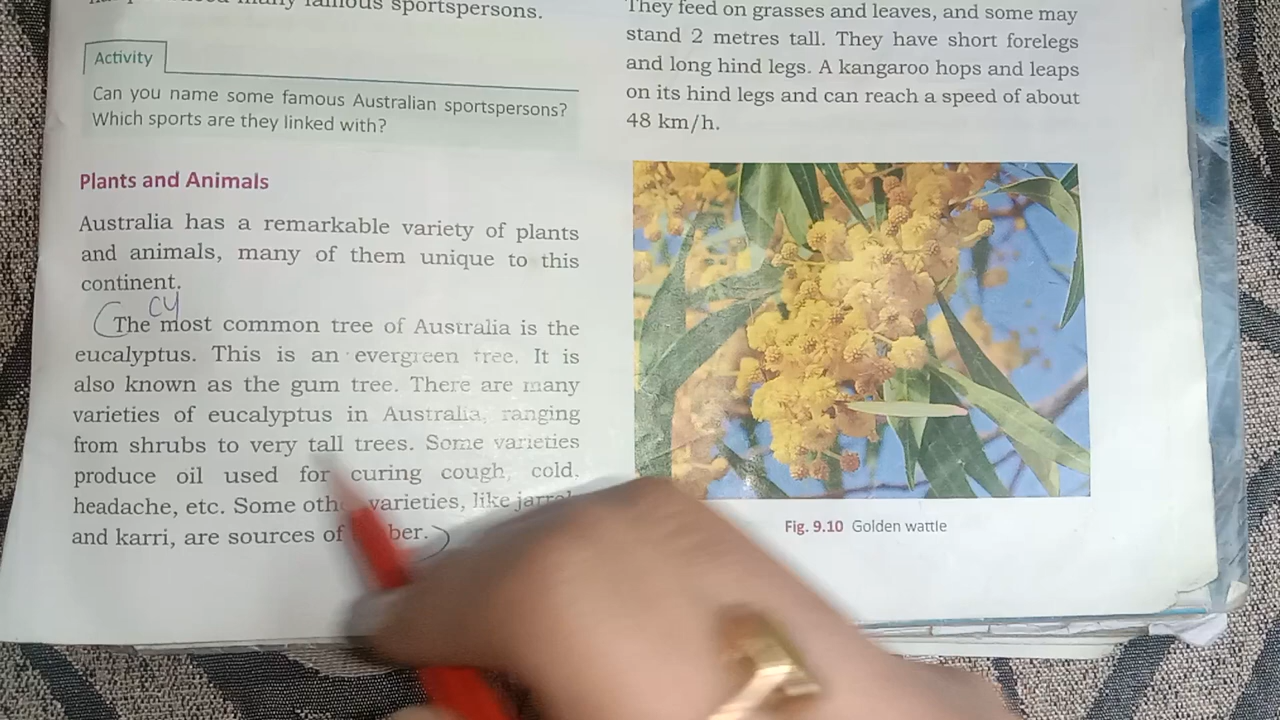 many famous sportspersons.
Activity
Can you name some famous Australian sportspersons?
Which sports are they linked with?
Plants and Animals
Australia has a remarkable variety of plants
and animals, many of them unique to this
continent.
cy
The most common tree of Australia is the
eucalyptus. This is an evergreen tree. It is
also known as the gum tree. There are many
varieties of eucalyptus in Australia, ranging
from shrubs to very tall trees. Some varieties
produce oil used for curing cough, cold,
headache, etc. Some varieties, like
and karri, are sources of
They feed on grasses and leaves, and some may
stand 2 metres tall. They have short forelegs
and long hind legs. A kangaroo hops and leaps
on its hind legs and can reach a speed of about
48 km/h.
Fig. 9.10 Golden wattle